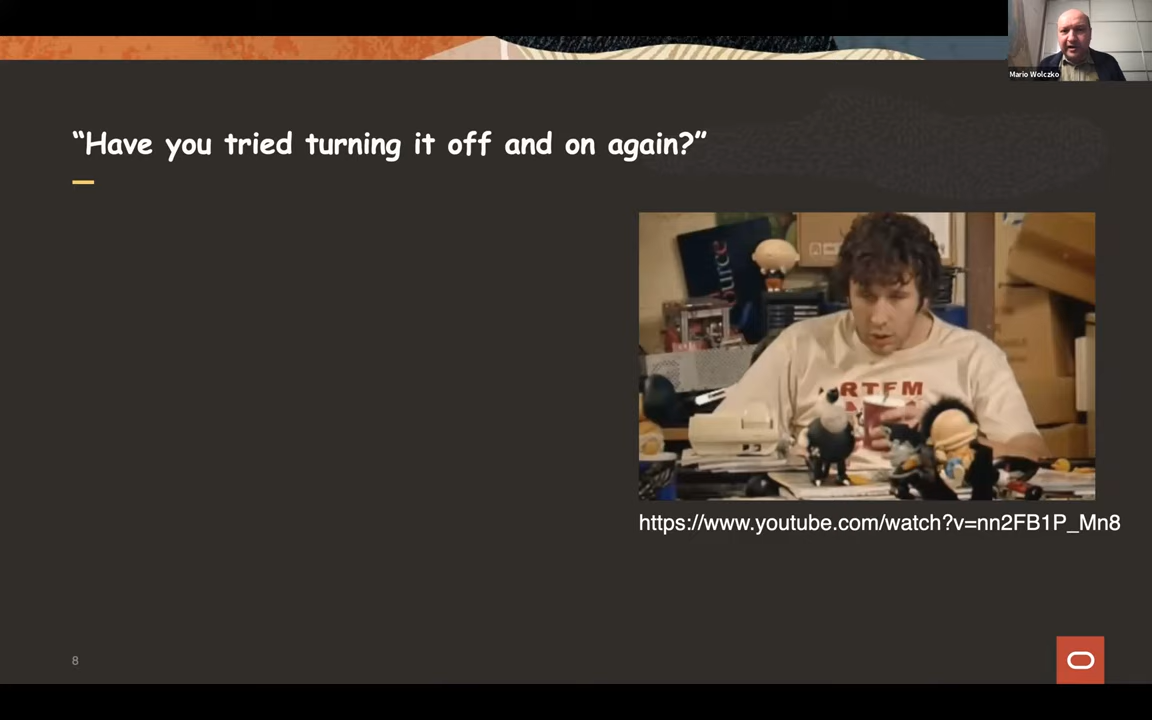 Mario Wolczko
“Have you tried turning it off and on again?”
https://www.youtube.com/watch?v=nn2FB1P_Mn8
8